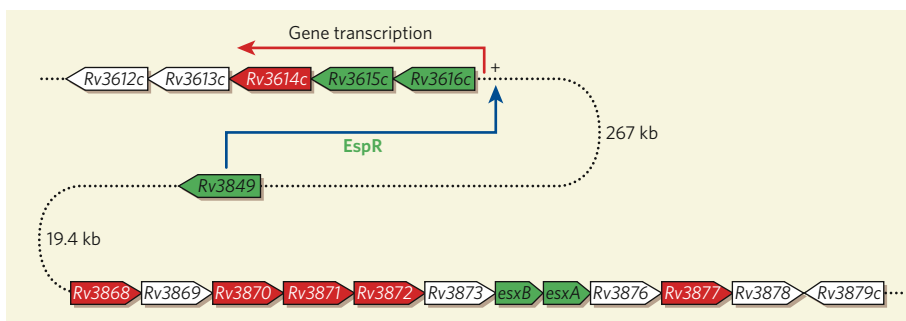 Gene transcription
+
Rv3612c Rv3613c Rv3614c Rv3615c Rv3616c
267 kb
EspR
Rv3849
19.4 kb
Rv3868 Rv3869 Rv3870 Rv3871 Rv3872 Rv3873 esxB esxA Rv3876 Rv3877 Rv3878 Rv3879c